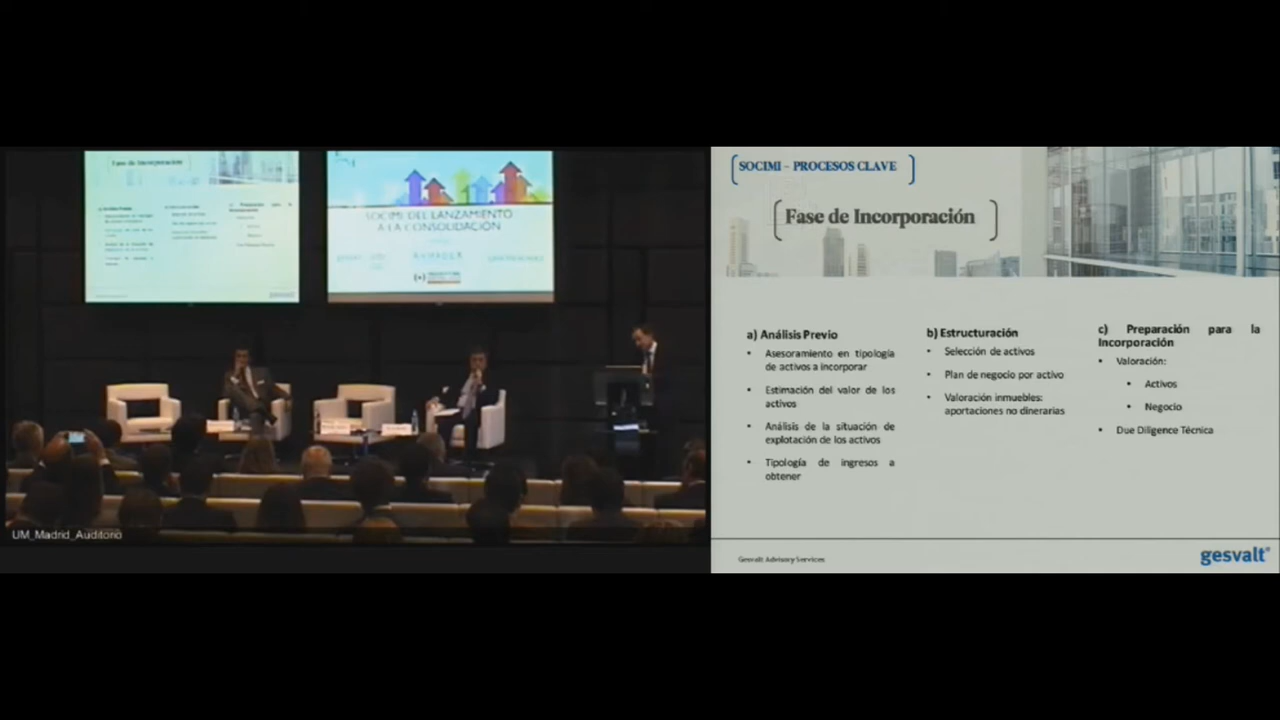 Fase de Incorporación
SOCIMI DEL LANZAMIENTO
A LA CONSOLIDACIÓN
UM_Madrid_Auditorio
SOCIMI – PROCESOS CLAVE
Fase de Incorporación
a) Análisis Previo
• Asesoramiento en tipología
de activos a incorporar
• Estimación del valor de los
activos
• Análisis de la situación de
explotación de los activos
• Tipología de ingresos a
obtener
b) Estructuración
• Selección de activos
• Plan de negocio por activo
• Valoración inmuebles:
aportaciones no dinerarias
c) Preparación para la
Incorporación
• Valoración:
• Activos
• Negocio
• Due Diligence Técnica
Gesvalt Advisory Services
gesvalt®